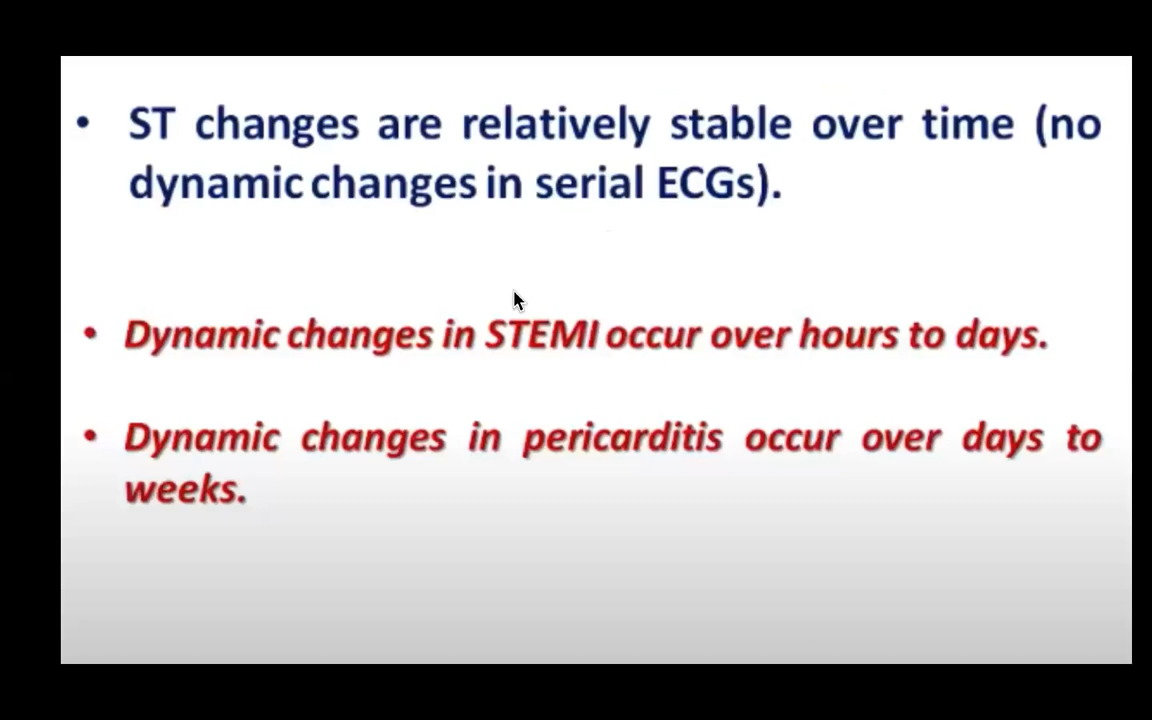 • ST changes are relatively stable over time (no
dynamic changes in serial ECGs).
• Dynamic changes in STEMI occur over hours to days.
• Dynamic changes in pericarditis occur over days to
weeks.